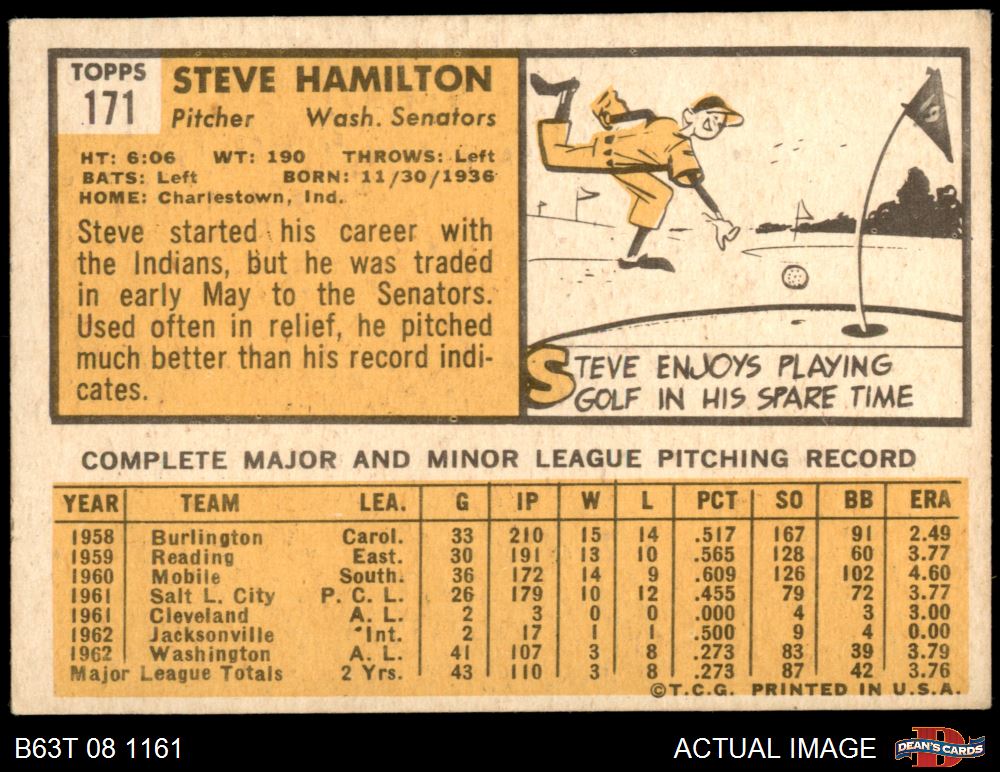 TOPPS
171
STEVE HAMILTON
Pitcher Wash. Senators
HT: 6:06 WT: 190 THROWS: Left
BATS: Left BORN: 11/30/1936
HOME: Charlestown, Ind.
Steve started his career with
the Indians, but he was traded
in early May to the Senators.
Used often in relief, he pitched
much better than his record indi-
cates.
S
STEVE ENJOYS PLAYING
GOLF IN HIS SPARE TIME
COMPLETE MAJOR AND MINOR LEAGUE PITCHING RECORD
YEAR TEAM LEA. G IP W L PCT SO BB ERA
1958 Burlington Carol. 33 210 15 14 .517 167 91 2.49
1959 Reading East. 30 191 13 10 .565 128 60 3.77
1960 Mobile South. 36 172 14 9 .609 126 102 4.60
1961 Salt L. City P. C. L. 26 179 10 12 .455 79 72 3.77
1961 Cleveland A. L. 2 3 0 0 .000 4 3 3.00
1962 Jacksonville Int. 2 17 1 1 .500 9 4 0.00
1962 Washington A. L. 41 107 3 8 .273 83 39 3.79
Major League Totals 2 Yrs. 43 110 3 8 .273 87 42 3.76
©T.C.G. PRINTED IN U.S.A.
B63T 08 1161 ACTUAL IMAGE DEAN'S CARDS